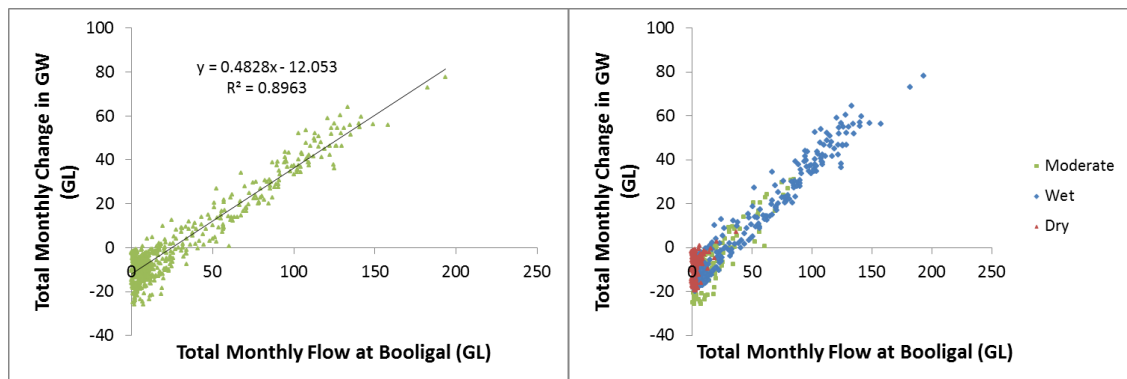 100
80
60
40
20
0
-20
-40
Total Monthly Change in GW
(GL)
y = 0.4828x - 12.053
R² = 0.8963
0 50 100 150 200 250
Total Monthly Flow at Booligal (GL)
100
80
60
40
20
0
-20
-40
Total Monthly Change in GW
(GL)
0 50 100 150 200 250
Total Monthly Flow at Booligal (GL)
Moderate
Wet
Dry